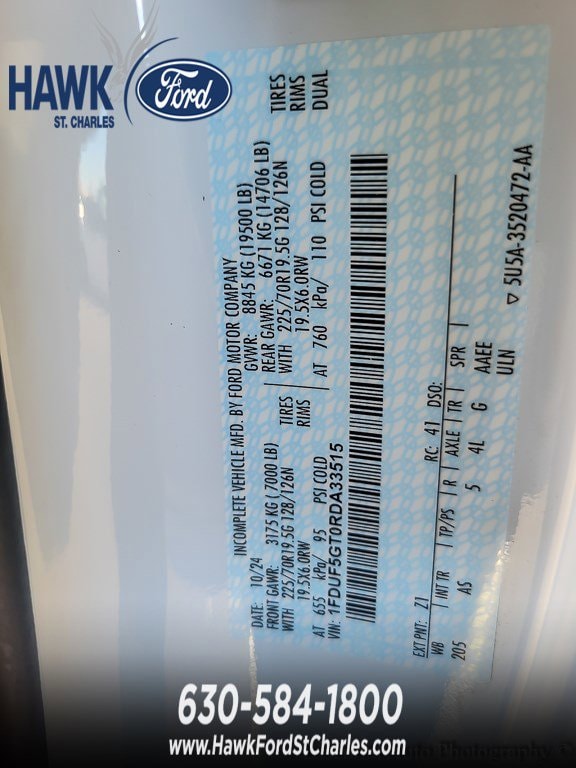 HAWK
ST. CHARLES
Ford
INCOMPLETE VEHICLE MFD. BY FORD MOTOR COMPANY
DATE: 10/24 GVWR: 8845 KG (19500 LB)
FRONT GAWR: 3175 KG (7000 LB) REAR GAWR: 6671 KG (14706 LB)
WITH 225/70R19.5G 128/126N TIRES WITH 225/70R19.5G 128/126N TIRES
19.5X6.0RW RIMS 19.5X6.0RW RIMS
AT 655 kPa/ 95 PSI COLD AT 760 kPa/ 110 PSI COLD DUAL
VIN: 1FDUF5GT0RDA33515
EXT PNT: Z1 RC: 41 DSO:
WB INT TR TP/PS R AXLE TR SPR
205 AS 5 4L G AAEE
ULN
▽ 5U5A-3520472-AA
630-584-1800
www.HawkFordStCharles.com
Photography ©